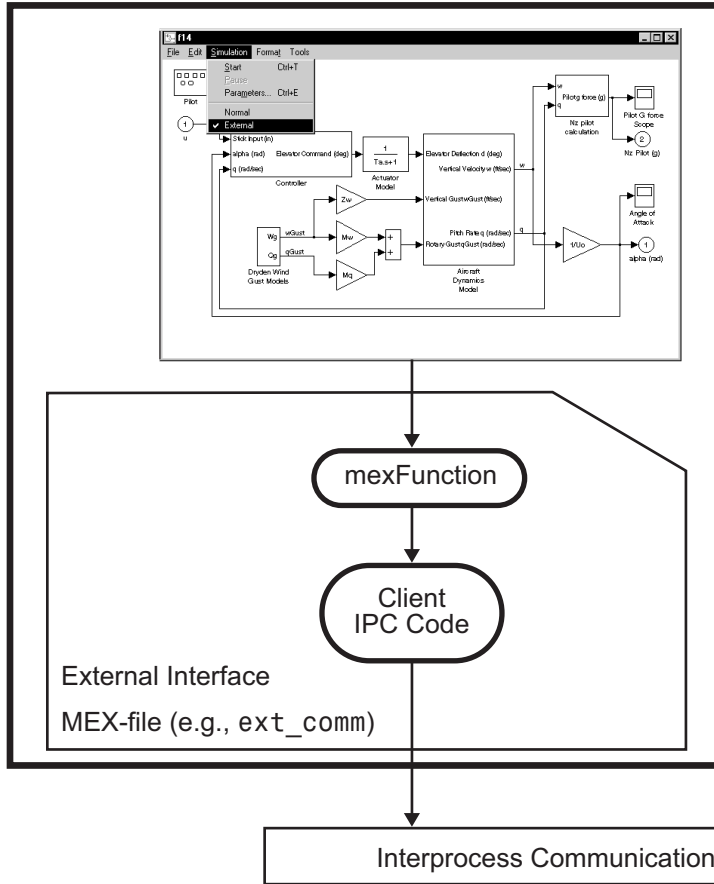 f14
File Edit Simulation Format Tools
Start Ctrl+T
Pause
Parameters... Ctrl+E
Normal
External
Pilot
1
u
Stick Input (in)
alpha (rad)
q (rad/sec)
Elevator Command (deg)
Controller
1
Ta.s+1
Actuator
Model
Elevator Deflection d (deg)
Vertical Velocity w (ft/sec)
Vertical Gust wGust (ft/sec)
Pitch Rate q (rad/sec)
Rotary Gust qGust (rad/sec)
Aircraft
Dynamics
Model
w
q
w
q
Pilot g force (g)
Nz pilot
calculation
Pilot G force
Scope
2
Nz Pilot (g)
Angle of
Attack
1/Uo
1
alpha (rad)
Zw
Mw
Mq
+
+
Wg
Qg
wGust
qGust
Dryden Wind
Gust Models
mexFunction
Client
IPC Code
External Interface
MEX-file (e.g., ext_comm)
Interprocess Communication